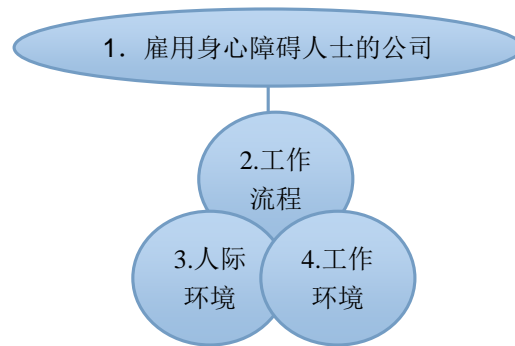 1. 雇用身心障碍人士的公司
2.工作
流程
3.人际
环境
4.工作
环境